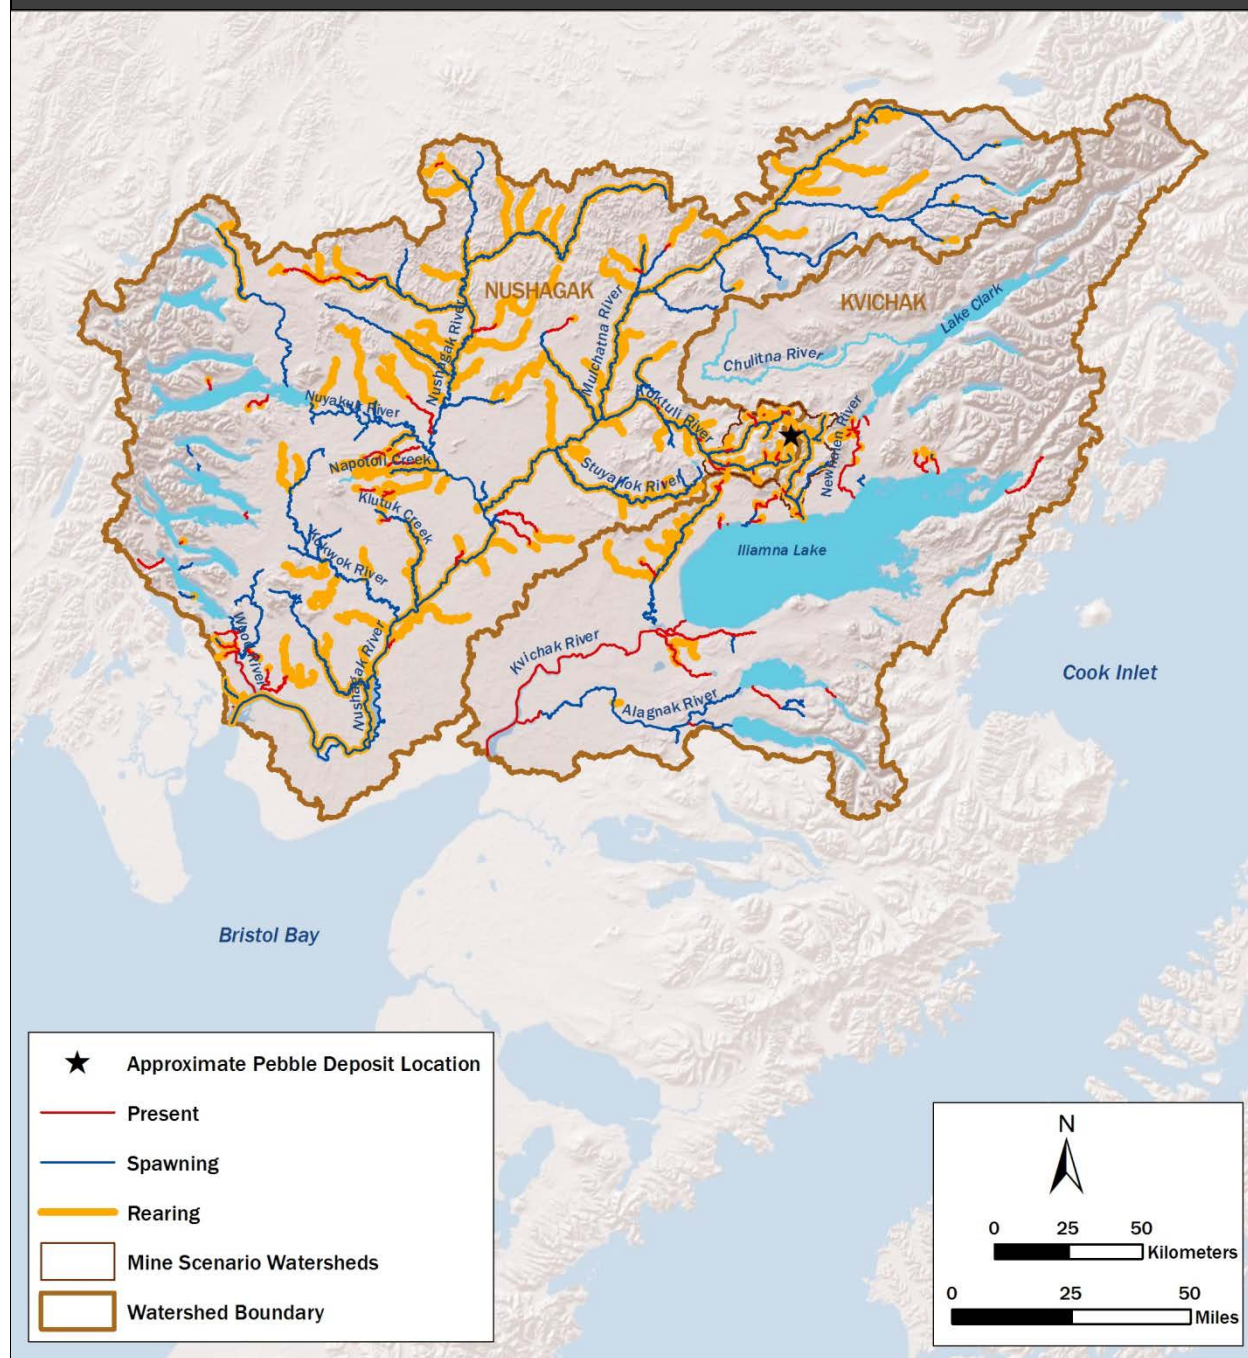 NUSHAGAK
KVICHAK
Lake Clark
Chulitna River
Mulchatna River
Nushagak River
Koktuli River
Nuyakuk River
Newhalen River
Napotoli Creek
Stuyahok River
Klutuk Creek
Iliamna Lake
Kokwok River
Wood River
Nushagak River
Kvichak River
Alagnak River
Cook Inlet
Bristol Bay
Approximate Pebble Deposit Location
Present
Spawning
Rearing
Mine Scenario Watersheds
Watershed Boundary
N
0 25 50
Kilometers
0 25 50
Miles